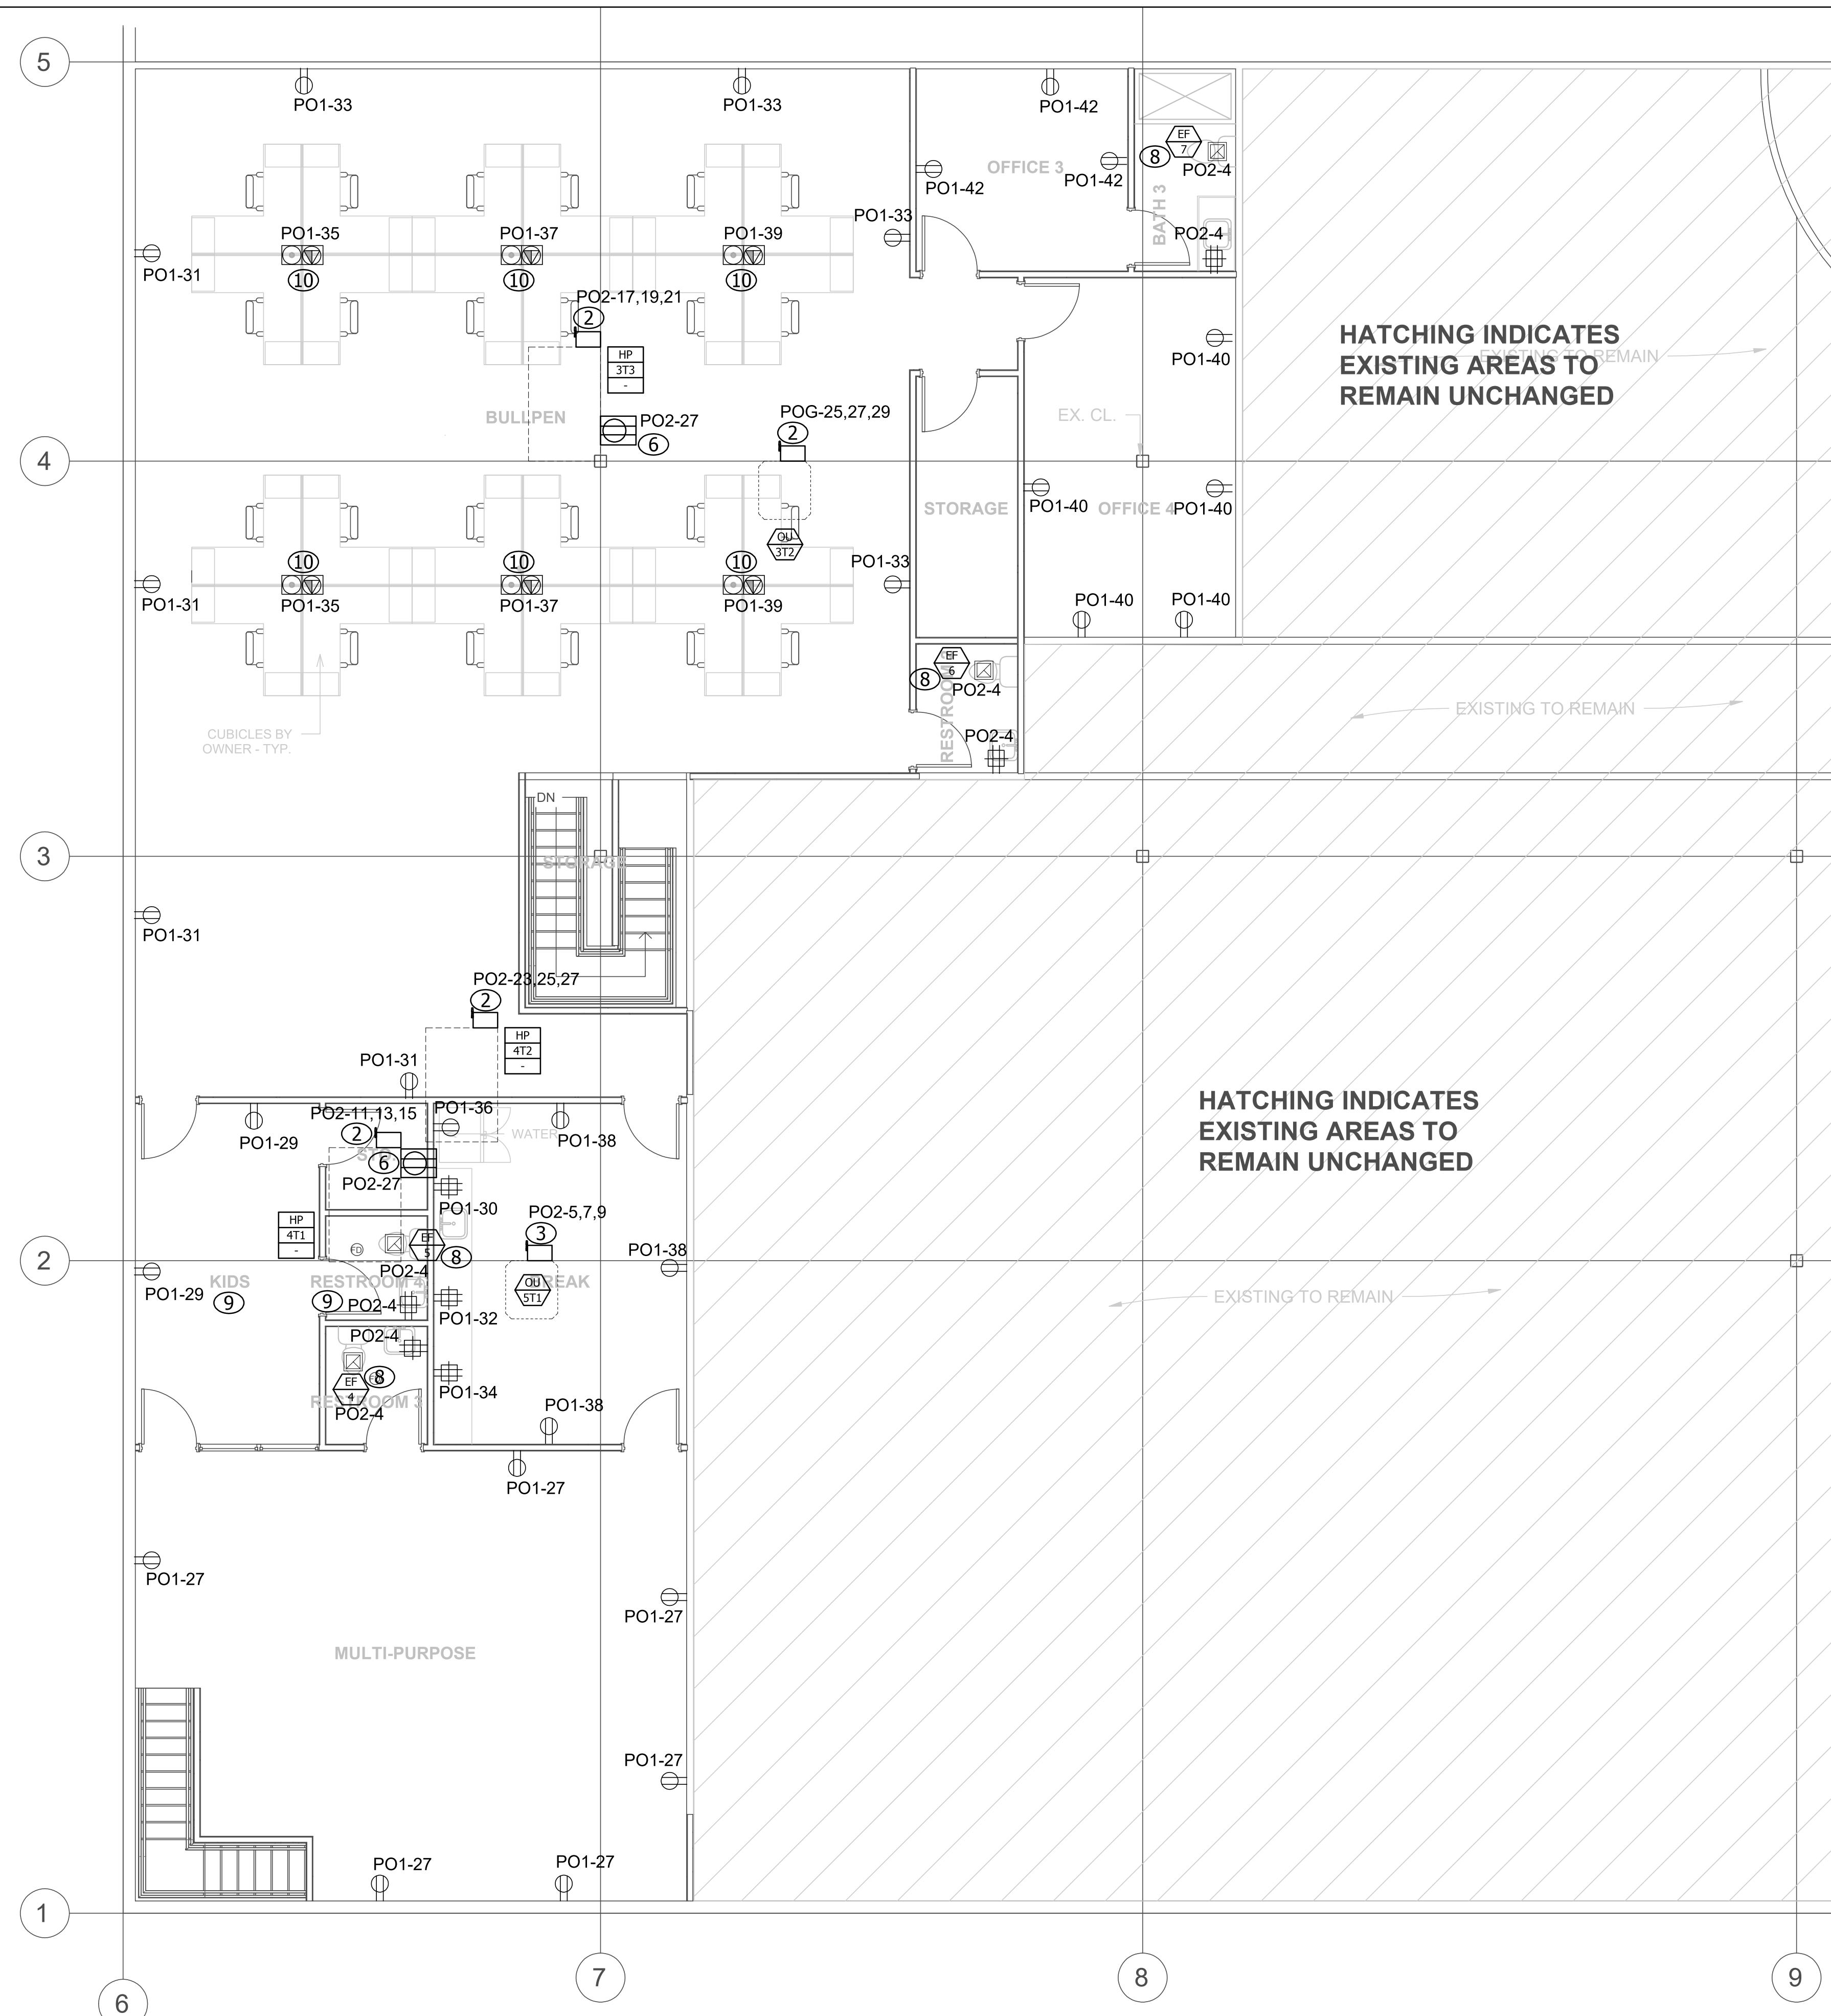 5
PO1-33
PO1-33
PO1-42
EF
7
8
PO2-4
OFFICE 3
PO1-42
PO1-42
BATH 3
PO1-33
PO2-4
PO1-35
PO1-37
PO1-39
PO1-31
10
10
10
PO2-17,19,21
2
HP
3T3
-
HATCHING INDICATES
EXISTING AREAS TO
REMAIN UNCHANGED
EXISTING TO REMAIN
PO1-40
BULLPEN
PO2-27
6
POG-25,27,29
2
EX. CL.
4
STORAGE
PO1-40
OFFICE 4
PO1-40
OU
3T2
10
10
10
PO1-33
PO1-31
PO1-35
PO1-37
PO1-39
PO1-40
PO1-40
EF
6
8
PO2-4
RESTROOM
PO2-4
EXISTING TO REMAIN
CUBICLES BY
OWNER - TYP.
DN
3
STORAGE
PO1-31
PO2-23,25,27
2
HP
4T2
-
PO1-31
HATCHING INDICATES
EXISTING AREAS TO
REMAIN UNCHANGED
PO1-29
PO2-11,13,15
2
PO1-36
WATER
PO1-38
STO.
6
PO2-27
PO1-30
PO2-5,7,9
3
HP
4T1
-
FD
EF
5
8
PO1-38
2
PO2-4
KIDS
9
PO1-29
RESTROOM 4
9
PO2-4
OU
5T1
BREAK
PO1-32
EXISTING TO REMAIN
PO2-4
8
EF
4
RESTROOM 3
PO2-4
PO1-34
PO1-38
PO1-27
PO1-27
PO1-27
MULTI-PURPOSE
PO1-27
PO1-27
PO1-27
1
6
7
8
9